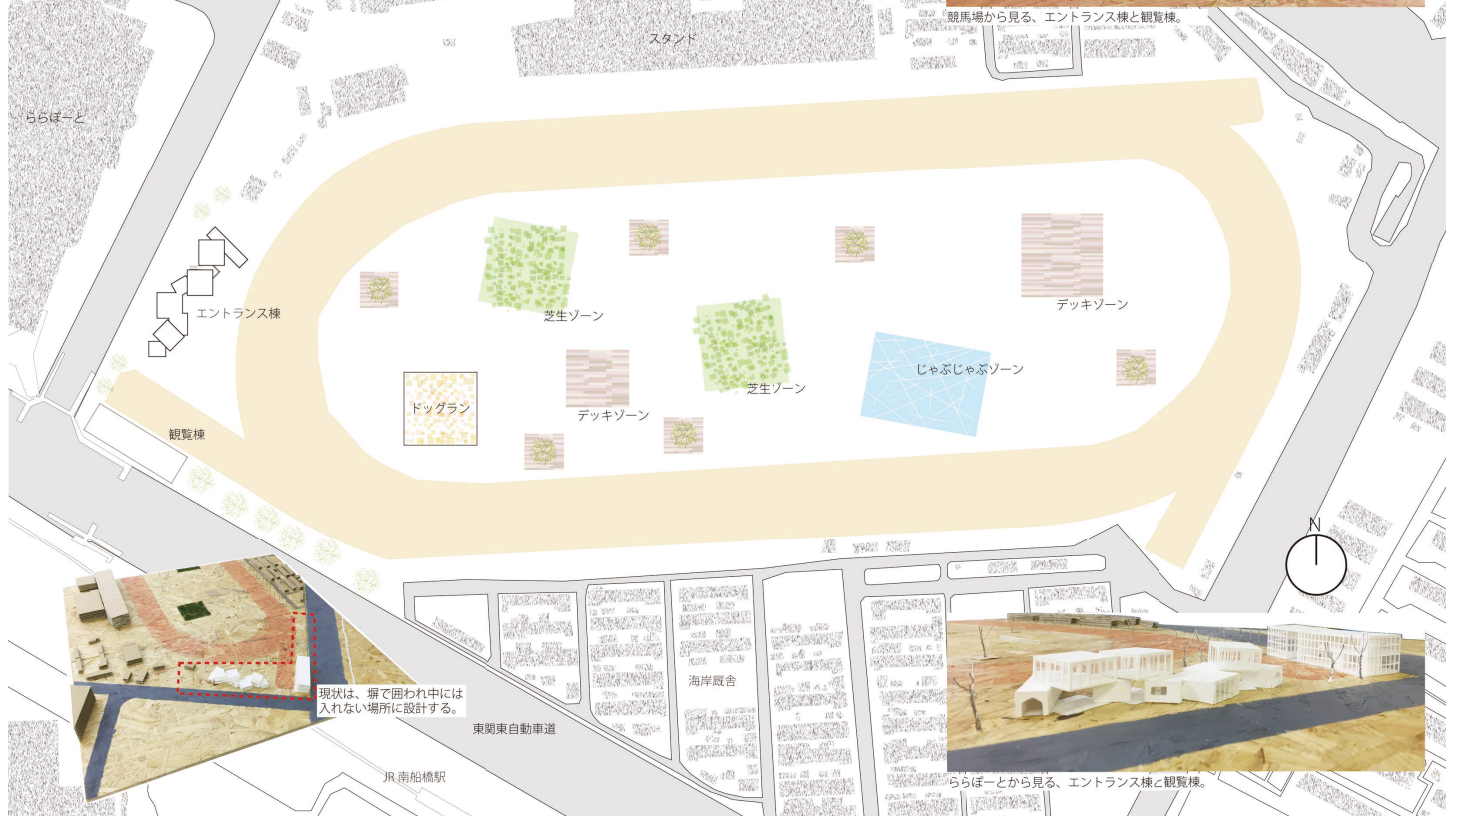 競馬場から見る、エントランス棟と観覧棟。
スタンド
ららぽーと
エントランス棟
芝生ゾーン
デッキゾーン
じゃぶじゃぶゾーン
芝生ゾーン
ドッグラン
デッキゾーン
観覧棟
N
現状は、塀で囲われ中には
入れない場所に設計する。
海岸厩舎
東関東自動車道
JR 南船橋駅
ららぽーとから見る、エントランス棟と観覧棟。